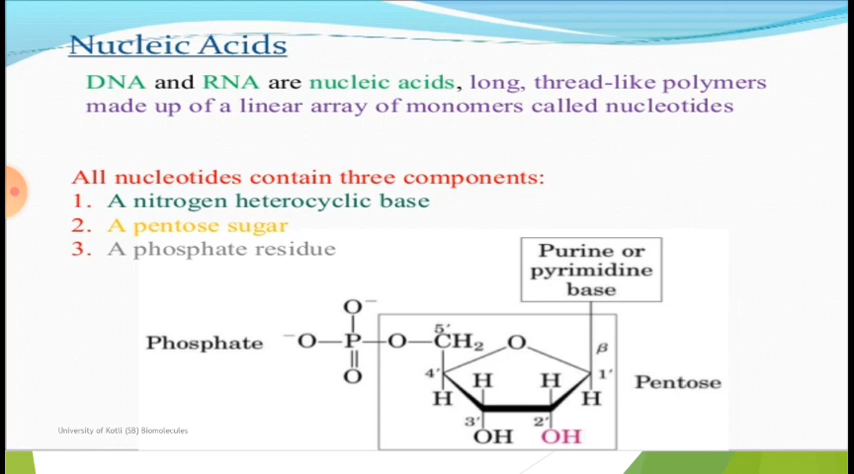 Nucleic Acids
DNA and RNA are nucleic acids, long, thread-like polymers
made up of a linear array of monomers called nucleotides
All nucleotides contain three components:
1. A nitrogen heterocyclic base
2. A pentose sugar
3. A phosphate residue
Purine or
pyrimidine
base
O⁻
5′
Phosphate ⁻O—P—O—CH₂ O
β
O
4′ H H 1′ Pentose
H H
3′ 2′
OH OH
University of Kotli (SB) Biomolecules